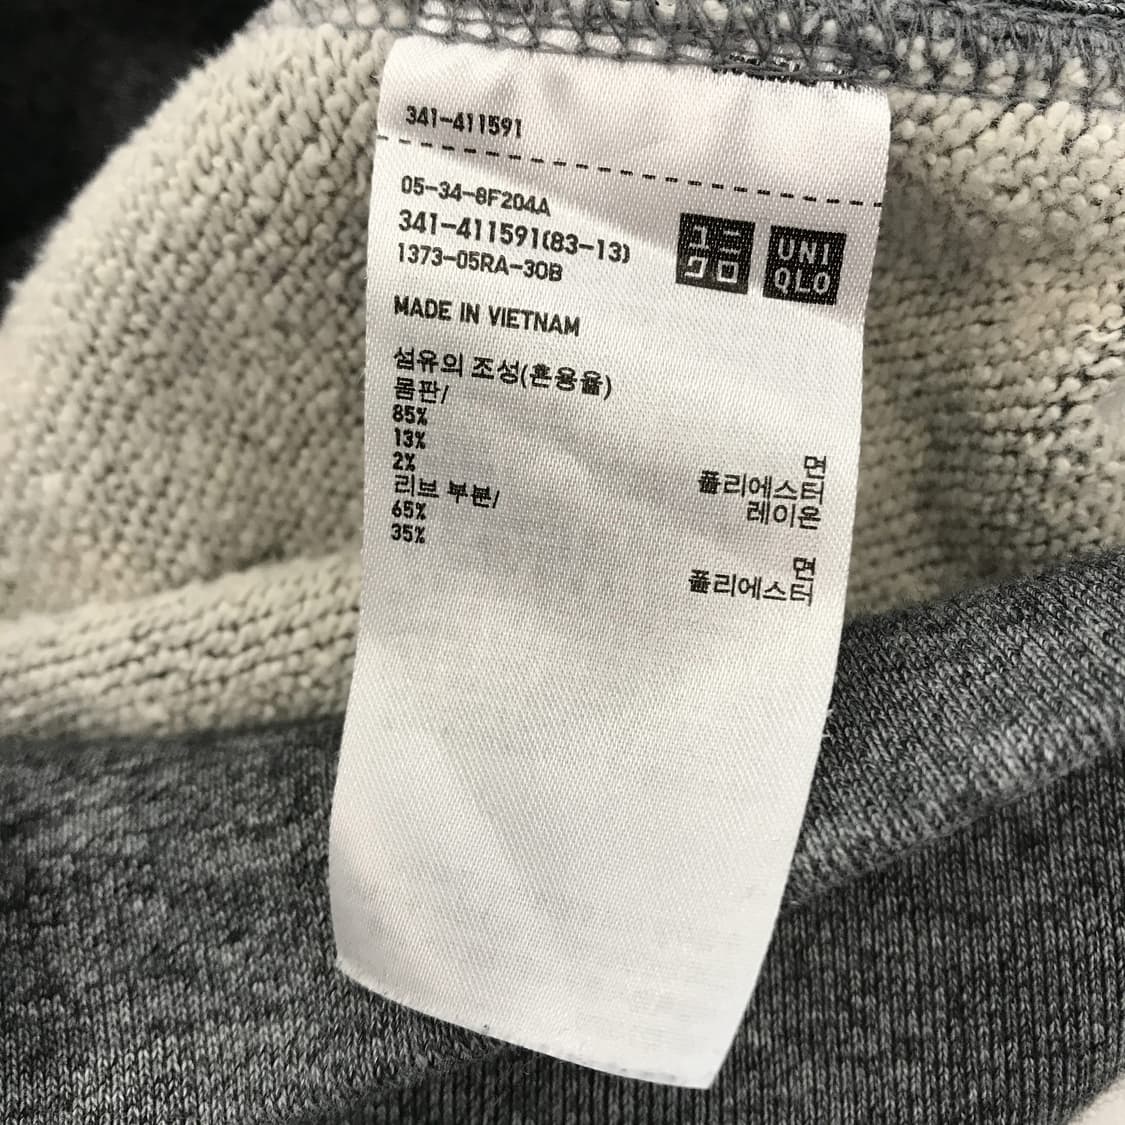 341-411591
05-34-8F204A
341-411591(83-13)
1373-05RA-30B
ユニクロ
UNIQLO
MADE IN VIETNAM
섬유의 조성(혼용율)
몸판/
85% 면
13% 폴리에스터
2% 레이온
리브 부분/
65% 면
35% 폴리에스터